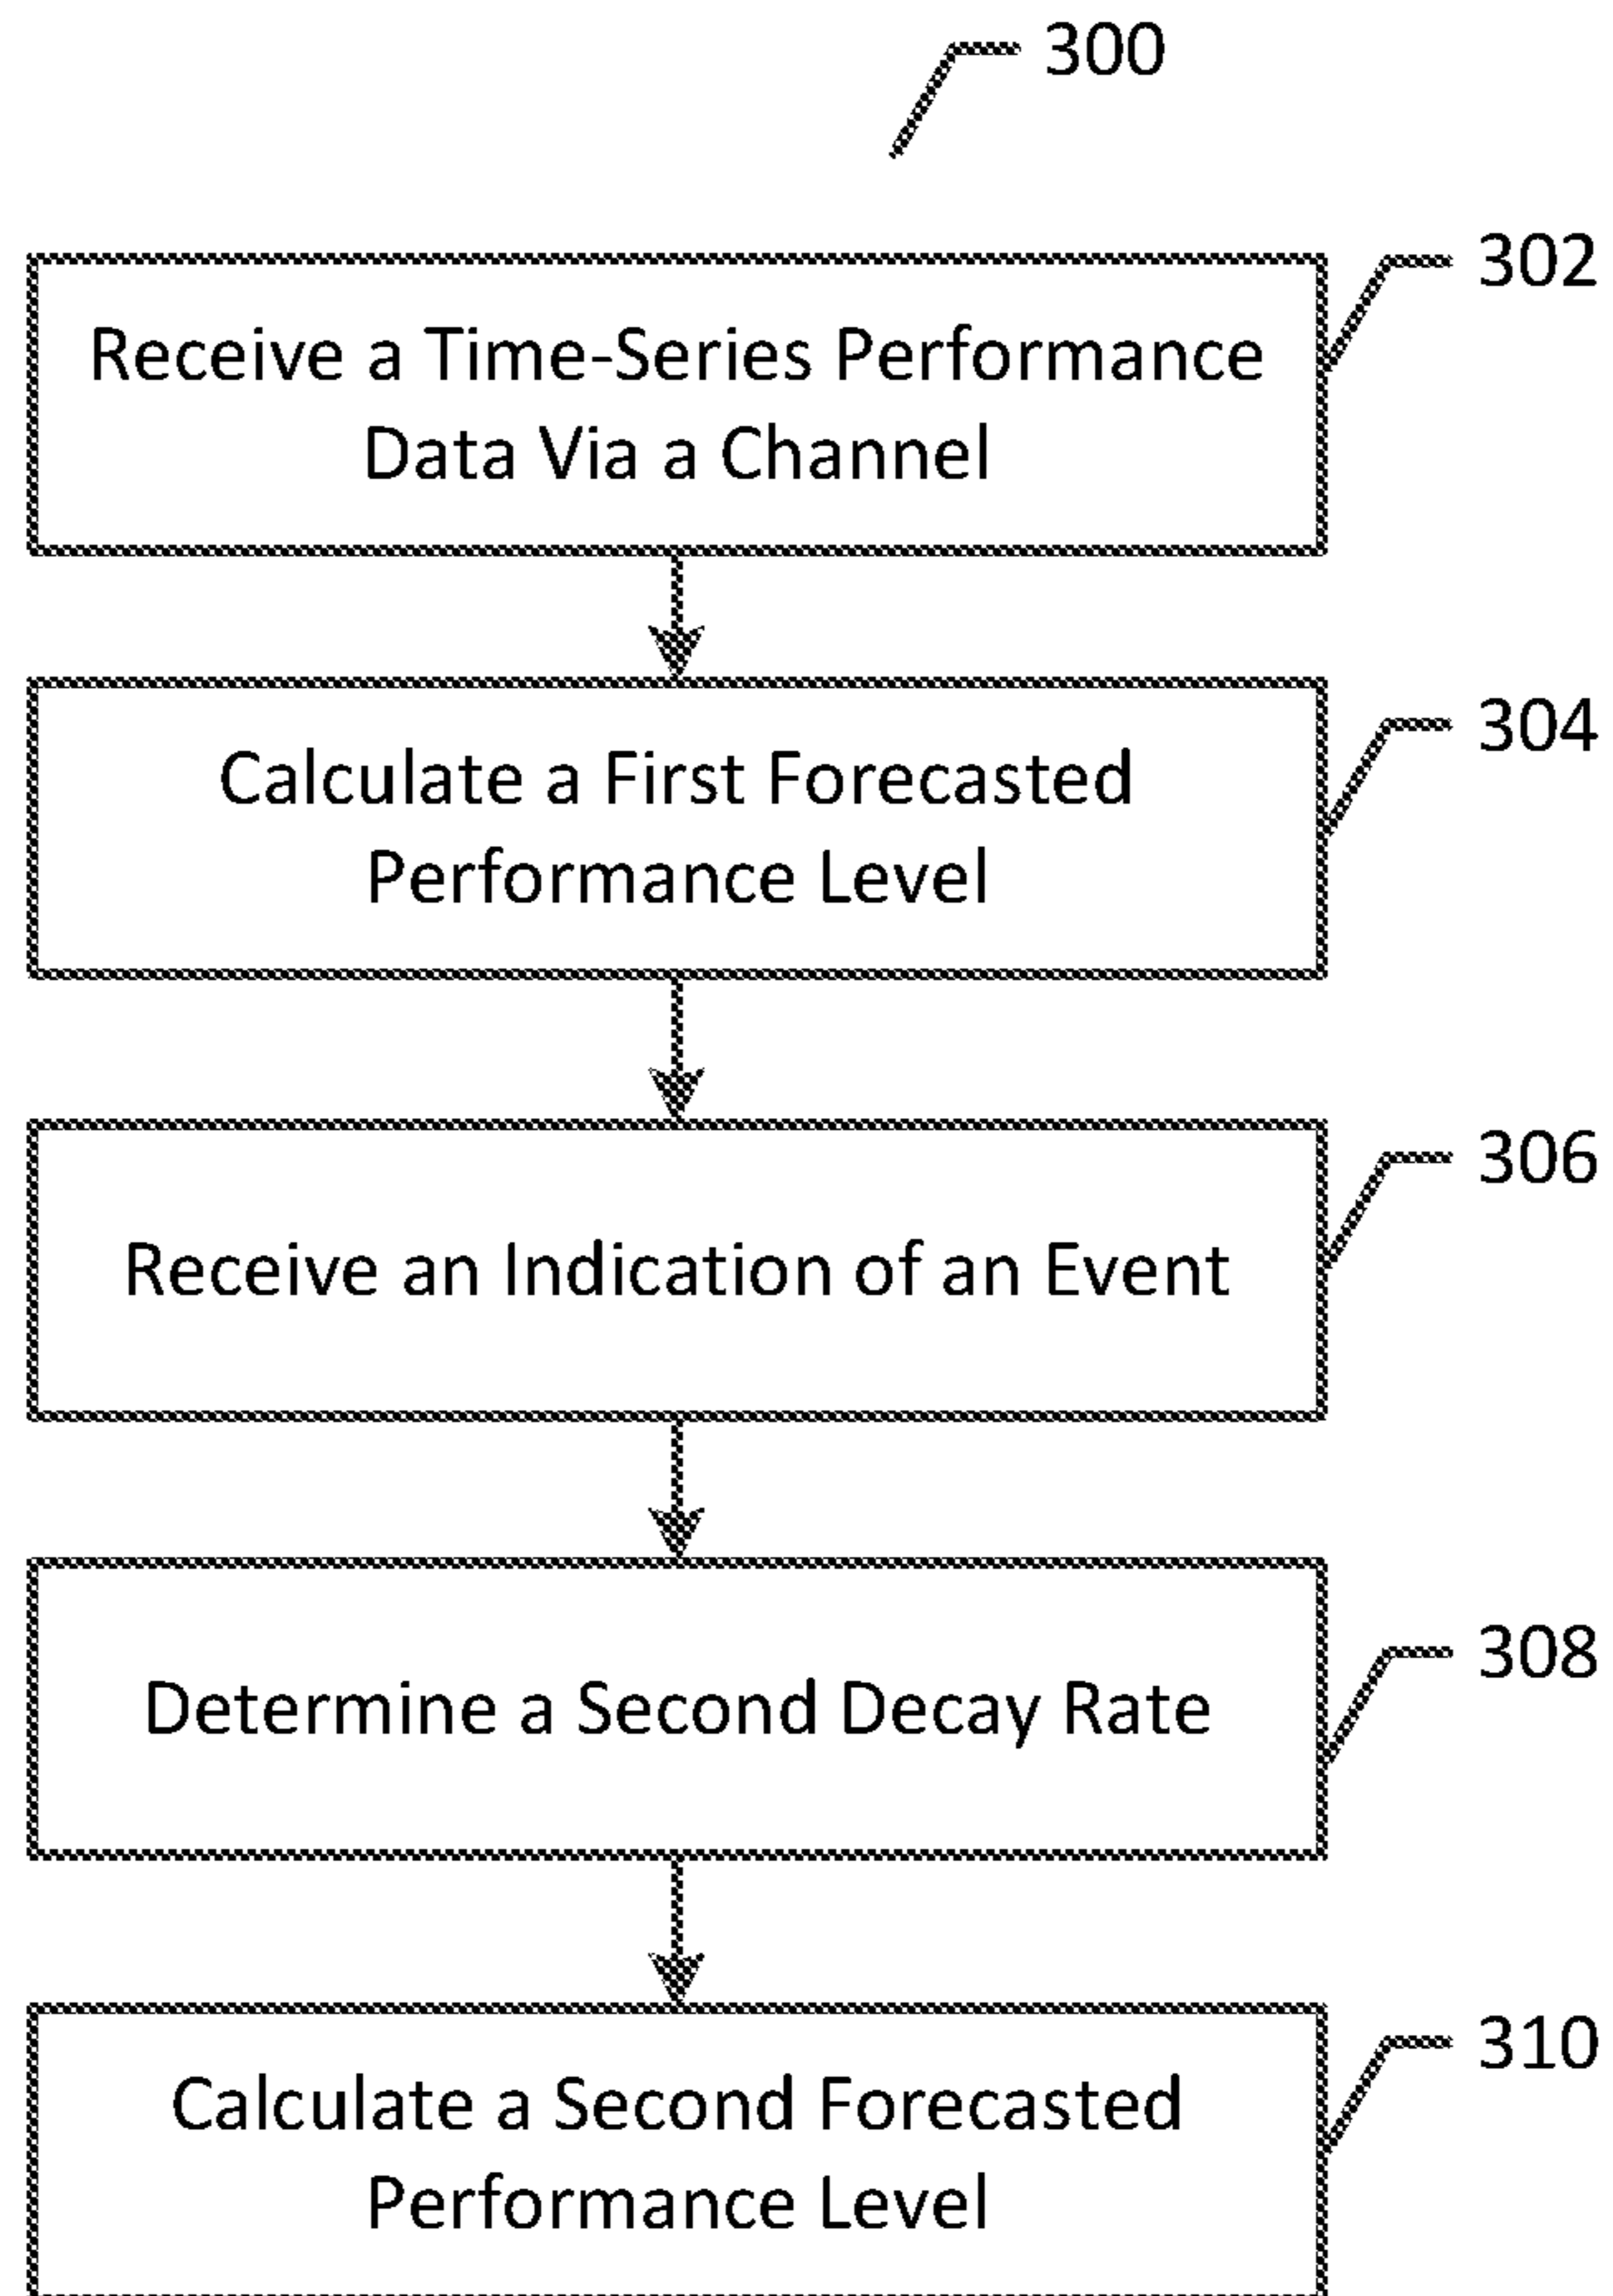 300
302
Receive a Time-Series Performance
Data Via a Channel
304
Calculate a First Forecasted
Performance Level
306
Receive an Indication of an Event
308
Determine a Second Decay Rate
310
Calculate a Second Forecasted
Performance Level